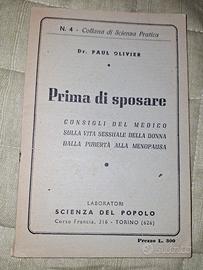 N. 4 - Collana di Scienza Pratica
Dr. PAUL OLIVIER
Prima di sposare
CONSIGLI DEL MEDICO
SULLA VITA SESSUALE DELLA DONNA
DALLA PUBERTÀ ALLA MENOPAUSA
LABORATORI
SCIENZA DEL POPOLO
Corso Francia, 316 - TORINO (626)
Prezzo L. 300